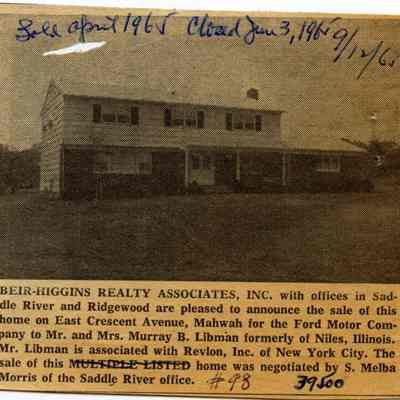 Sale April 1965 Closed Jun 3, 1965 9/12/65
BEIR-HIGGINS REALTY ASSOCIATES, INC. with offices in Sad-
dle River and Ridgewood are pleased to announce the sale of this
home on East Crescent Avenue, Mahwah for the Ford Motor Com-
pany to Mr. and Mrs. Murray B. Libman formerly of Niles, Illinois.
Mr. Libman is associated with Revlon, Inc. of New York City. The
sale of this MULTIPLE LISTED home was negotiated by S. Melba
Morris of the Saddle River office. #98 39500